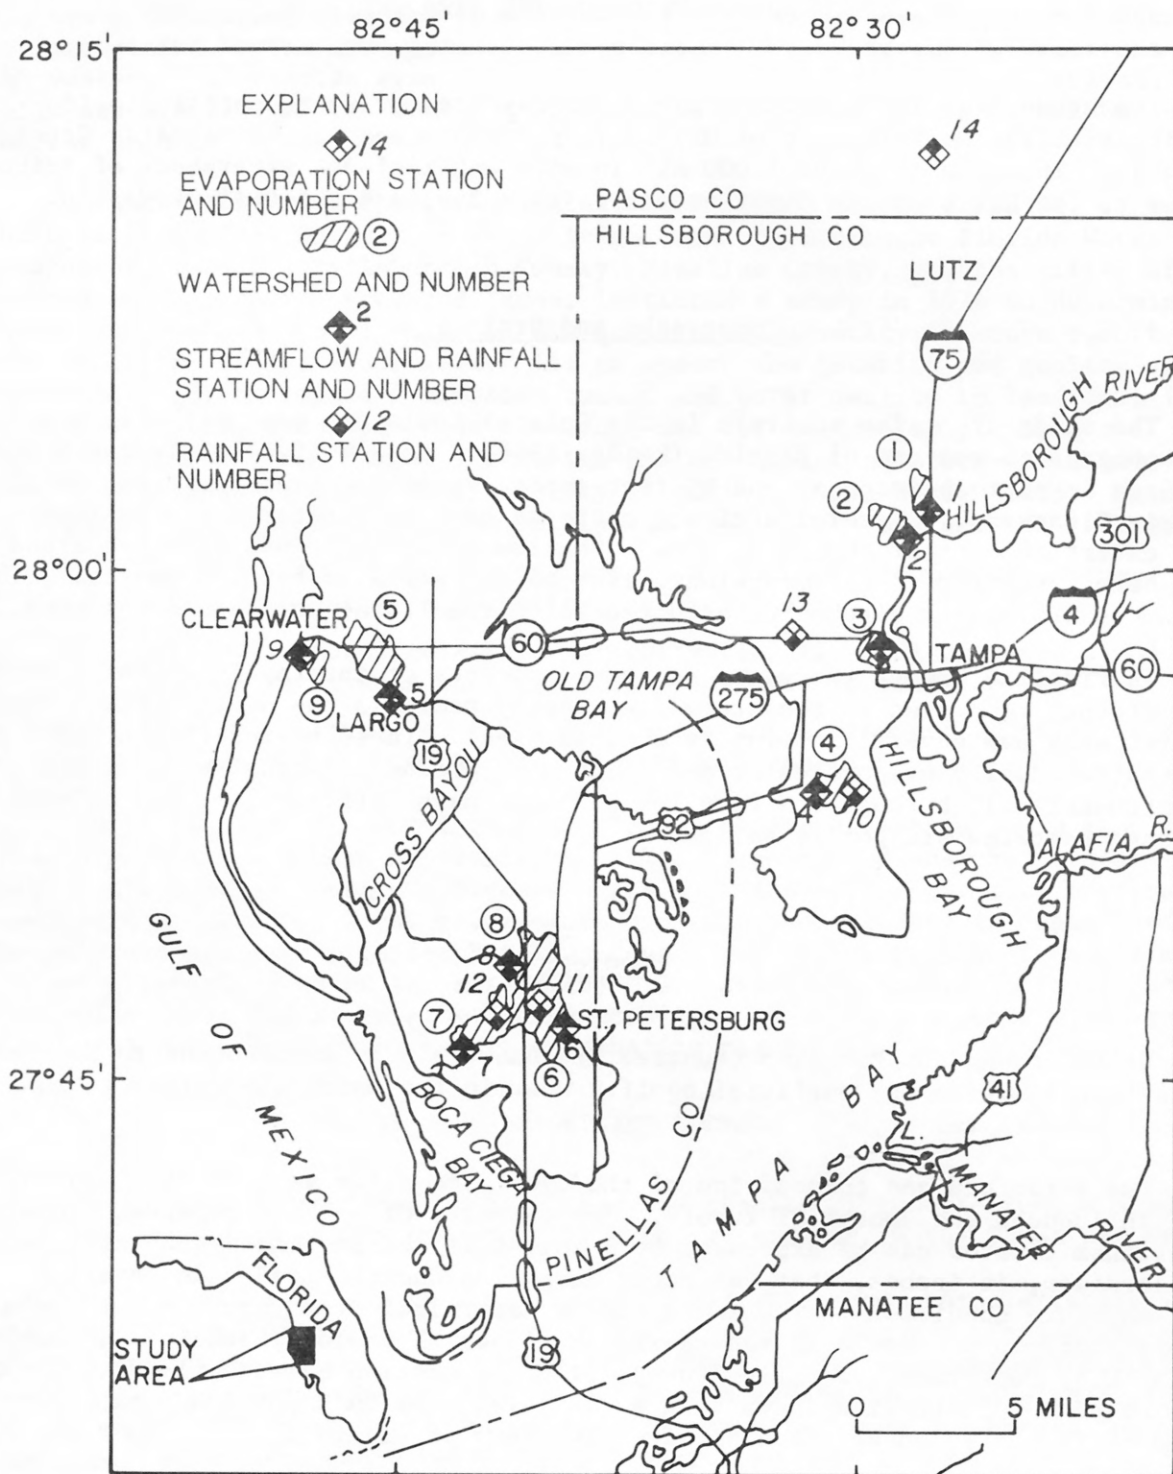 82°45'
82°30'
28°15'
EXPLANATION
14
EVAPORATION STATION
AND NUMBER
2
WATERSHED AND NUMBER
2
STREAMFLOW AND RAINFALL
STATION AND NUMBER
12
RAINFALL STATION AND
NUMBER
14
PASCO CO
HILLSBOROUGH CO
LUTZ
75
HILLSBOROUGH RIVER
1
1
2
2
301
28°00'
4
13
3
3
CLEARWATER
5
9
60
TAMPA
60
9
5
LARGO
OLD TAMPA
BAY
275
19
CROSS BAYOU
4
4
10
HILLSBOROUGH
BAY
92
ALAFIA R.
8
8
12
11
7
7
ST. PETERSBURG
6
6
GULF OF MEXICO
27°45'
41
BOCA CIEGA
BAY
TAMPA BAY
L. MANATEE RIVER
PINELLAS CO
FLORIDA
STUDY
AREA
MANATEE CO
19
0 5 MILES